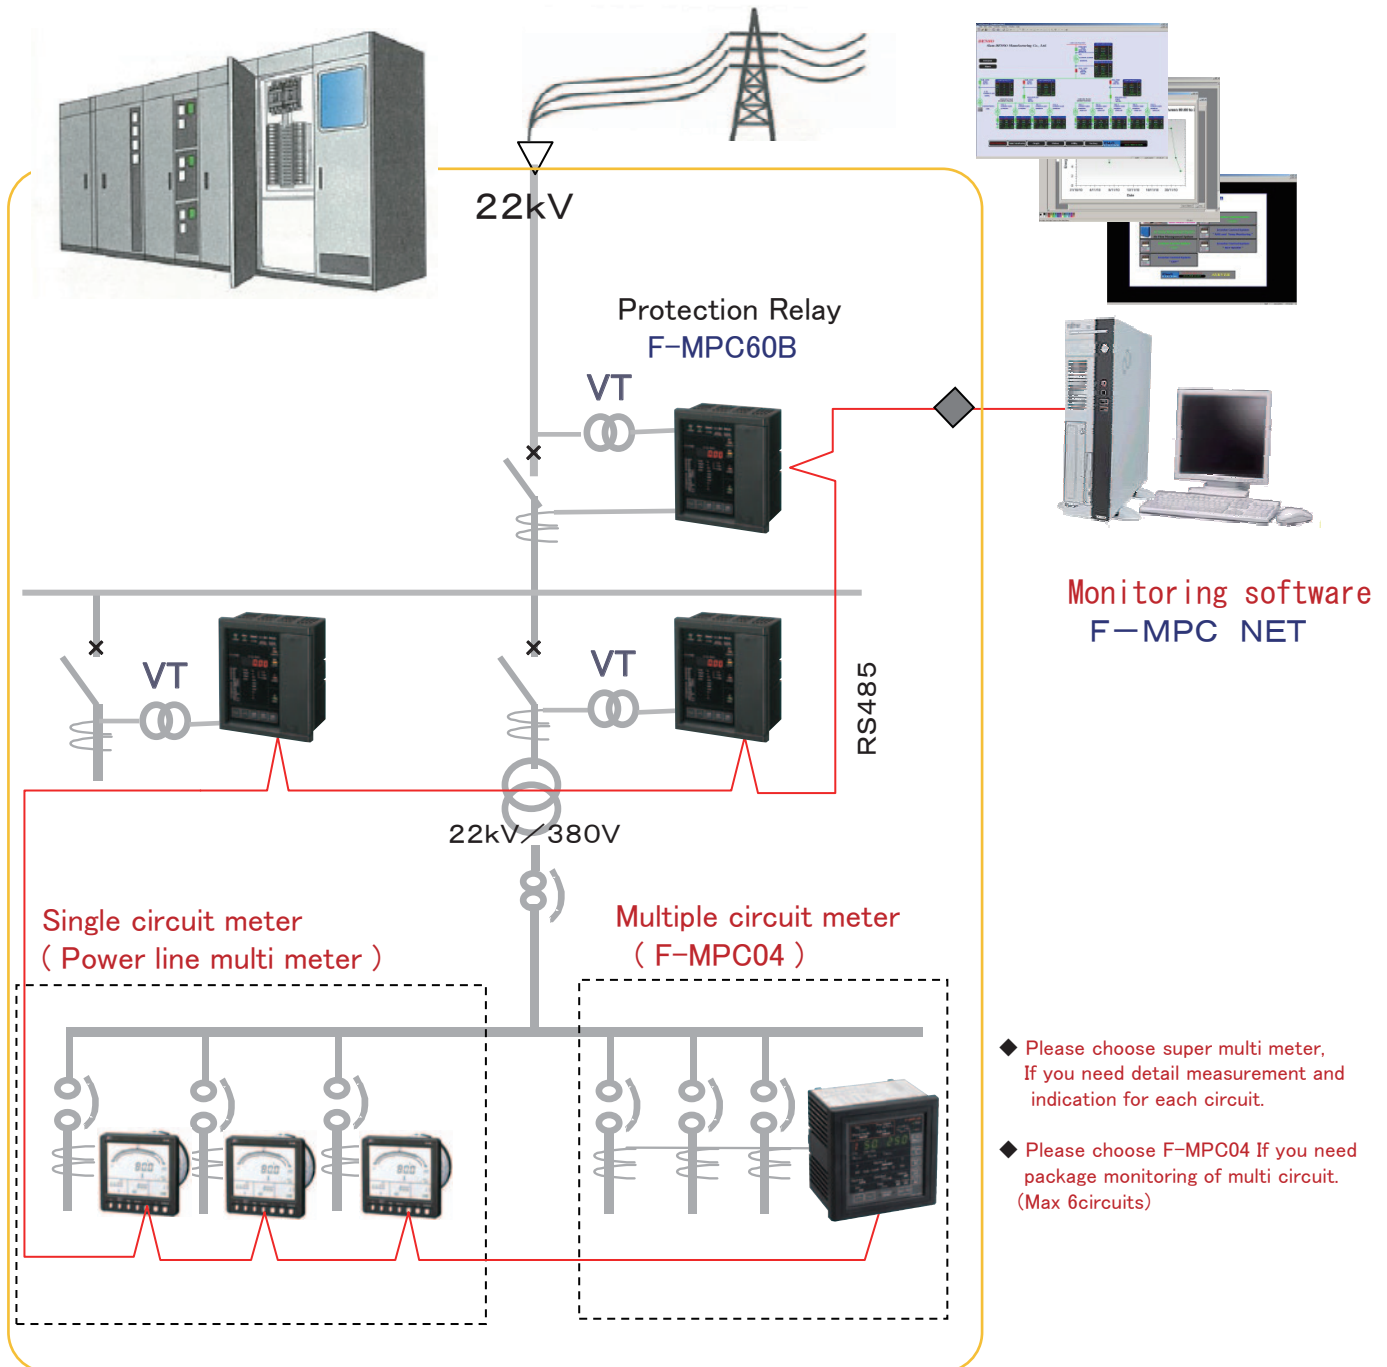 22kV
Protection Relay
F-MPC60B
VT
VT
VT
RS485
Monitoring software
F－MPC NET
22kV／380V
Single circuit meter
( Power line multi meter )
Multiple circuit meter
( F-MPC04 )
◆ Please choose super multi meter,
If you need detail measurement and
indication for each circuit.
◆ Please choose F-MPC04 If you need
package monitoring of multi circuit.
(Max 6circuits)